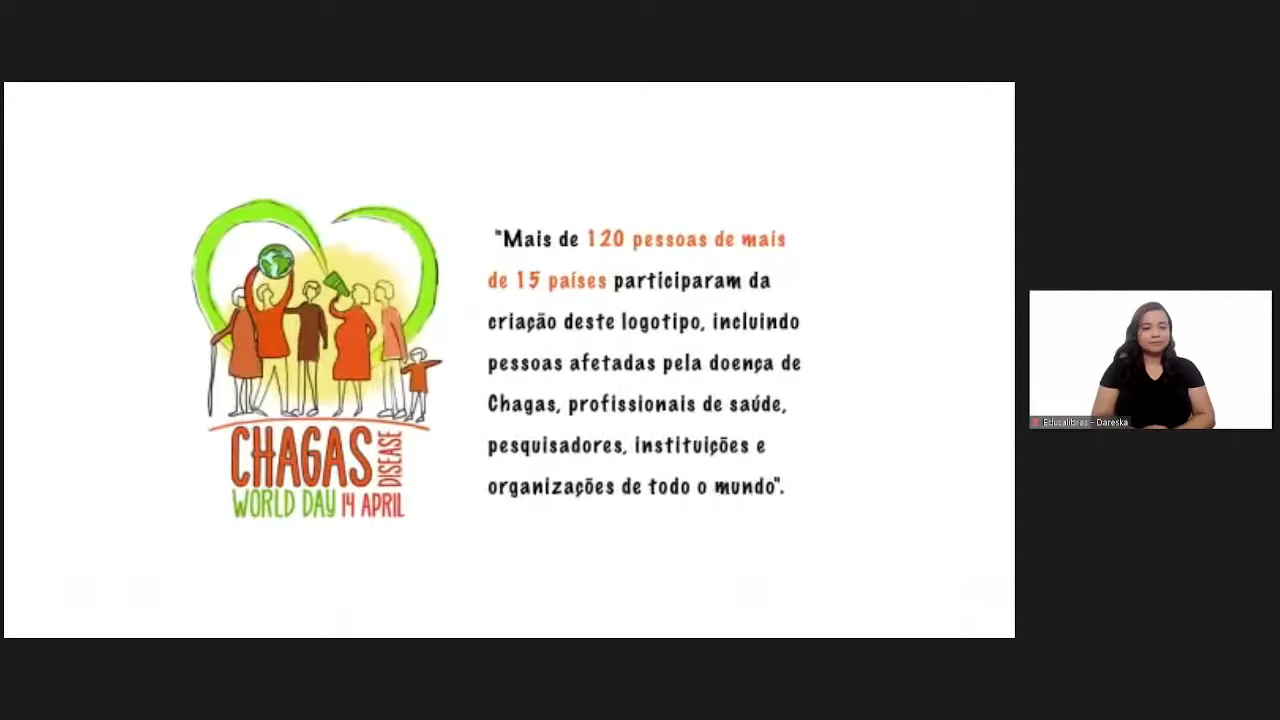 "Mais de 120 pessoas de mais
de 15 países participaram da
criação deste logotipo, incluindo
pessoas afetadas pela doença de
Chagas, profissionais de saúde,
pesquisadores, instituições e
organizações de todo o mundo".
CHAGAS DISEASE
WORLD DAY 14 APRIL
Educalibras - Dareska